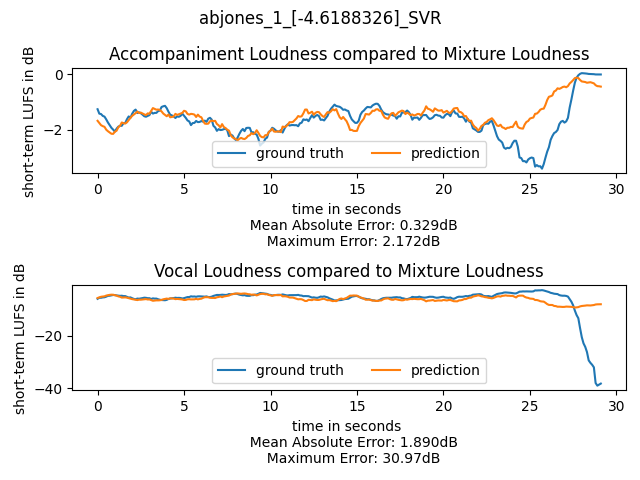 abjones_1_[-4.6188326]_SVR
Accompaniment Loudness compared to Mixture Loudness
short-term LUFS in dB
0
−2
ground truth
prediction
0
5
10
15
20
25
30
time in seconds
Mean Absolute Error: 0.329dB
Maximum Error: 2.172dB
Vocal Loudness compared to Mixture Loudness
short-term LUFS in dB
−20
−40
ground truth
prediction
0
5
10
15
20
25
30
time in seconds
Mean Absolute Error: 1.890dB
Maximum Error: 30.97dB